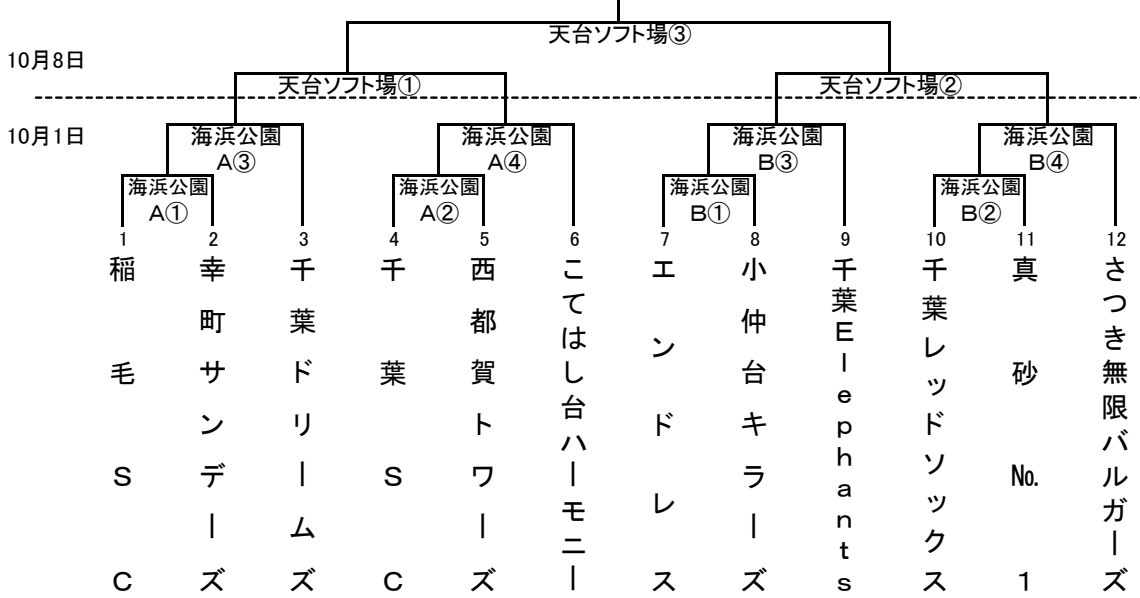 天台ソフト場③
10月8日
天台ソフト場①
天台ソフト場②
10月1日
海浜公園
A③
海浜公園
A④
海浜公園
B③
海浜公園
B④
海浜公園
A①
海浜公園
A②
海浜公園
B①
海浜公園
B②
1
稲毛SC
2
幸町サンデーズ
3
千葉ドリームズ
4
千葉SC
5
西都賀トワーズ
6
こてはし台ハーモニー
7
エンドレス
8
小仲台キラーズ
9
千葉Elephants
10
千葉レッドソックス
11
真砂№1
12
さつき無限バルガーズ